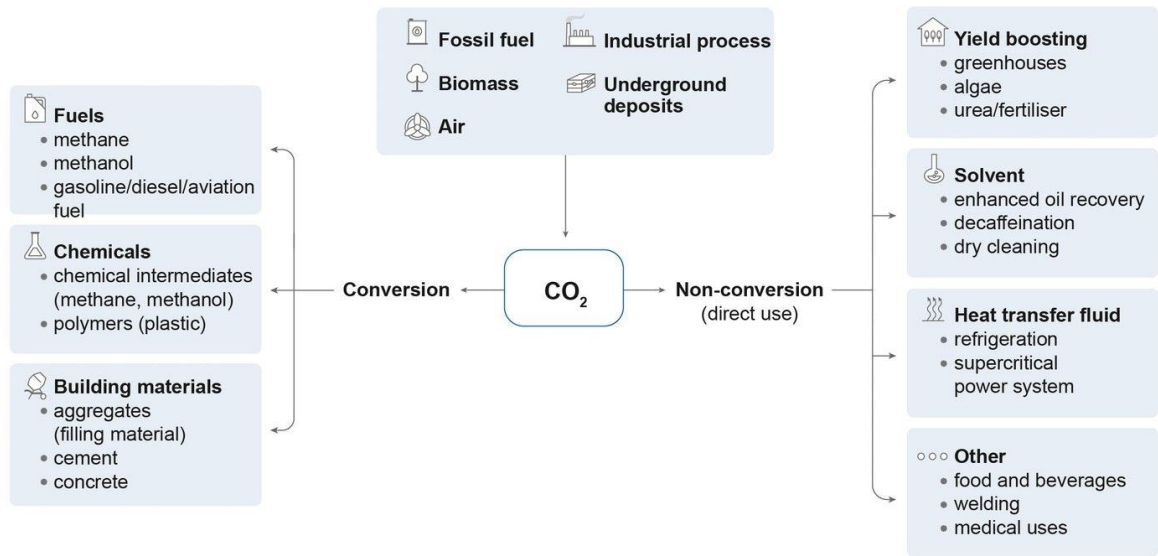 Fossil fuel
Industrial process
Biomass
Underground
deposits
Air
CO₂
Conversion
Fuels
• methane
• methanol
• gasoline/diesel/aviation
fuel
Chemicals
• chemical intermediates
(methane, methanol)
• polymers (plastic)
Building materials
• aggregates
(filling material)
• cement
• concrete
Non-conversion
(direct use)
Yield boosting
• greenhouses
• algae
• urea/fertiliser
Solvent
• enhanced oil recovery
• decaffeination
• dry cleaning
Heat transfer fluid
• refrigeration
• supercritical
power system
Other
• food and beverages
• welding
• medical uses